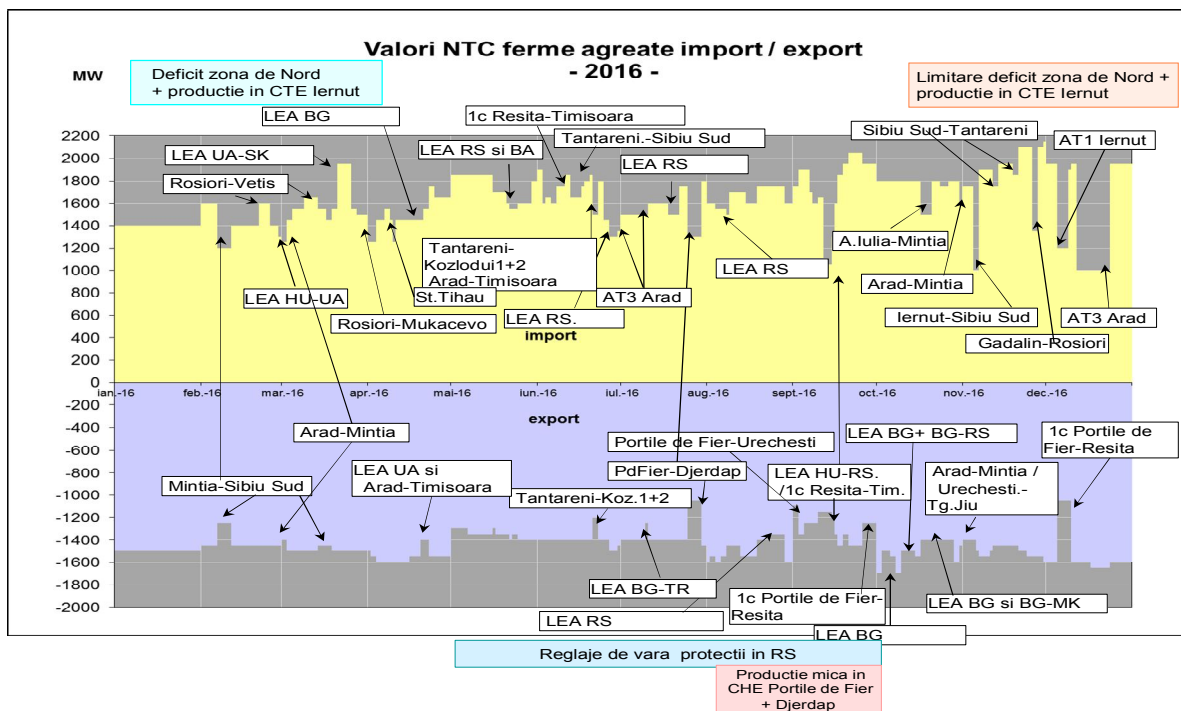 Valori NTC ferme agreate import / export
- 2016 -
MW
Deficit zona de Nord
+ productie in CTE Iernut
Limitare deficit zona de Nord +
productie in CTE Iernut
LEA BG
1c Resita-Timisoara
Sibiu Sud-Tantareni
2200
2000
1800
1600
1400
1200
1000
800
600
400
200
0
-200
-400
-600
-800
-1000
-1200
-1400
-1600
-1800
-2000
LEA UA-SK
LEA RS si BA
Tantareni.-Sibiu Sud
LEA RS
AT1 Iernut
Rosiori-Vetis
Tantareni-
Kozlodui1+2
Arad-Timisoara
A.Iulia-Mintia
LEA RS
Arad-Mintia
LEA HU-UA
St.Tihau
AT3 Arad
Rosiori-Mukacevo
LEA RS.
Iernut-Sibiu Sud
AT3 Arad
import
Gadalin-Rosiori
ian.-16
feb.-16
mar.-16
apr.-16
mai-16
iun.-16
iul.-16
aug.-16
sept.-16
oct.-16
nov.-16
dec.-16
export
Arad-Mintia
Portile de Fier-Urechesti
LEA BG+ BG-RS
1c Portile de
Fier-Resita
LEA UA si
Arad-Timisoara
PdFier-Djerdap
LEA HU-RS.
/1c Resita-Tim.
Arad-Mintia /
Urechesti.-
Tg.Jiu
Mintia-Sibiu Sud
Tantareni-Koz.1+2
LEA BG-TR
1c Portile de Fier-
Resita
LEA BG si BG-MK
LEA RS
LEA BG
Reglaje de vara protectii in RS
Productie mica in
CHE Portile de Fier
+ Djerdap